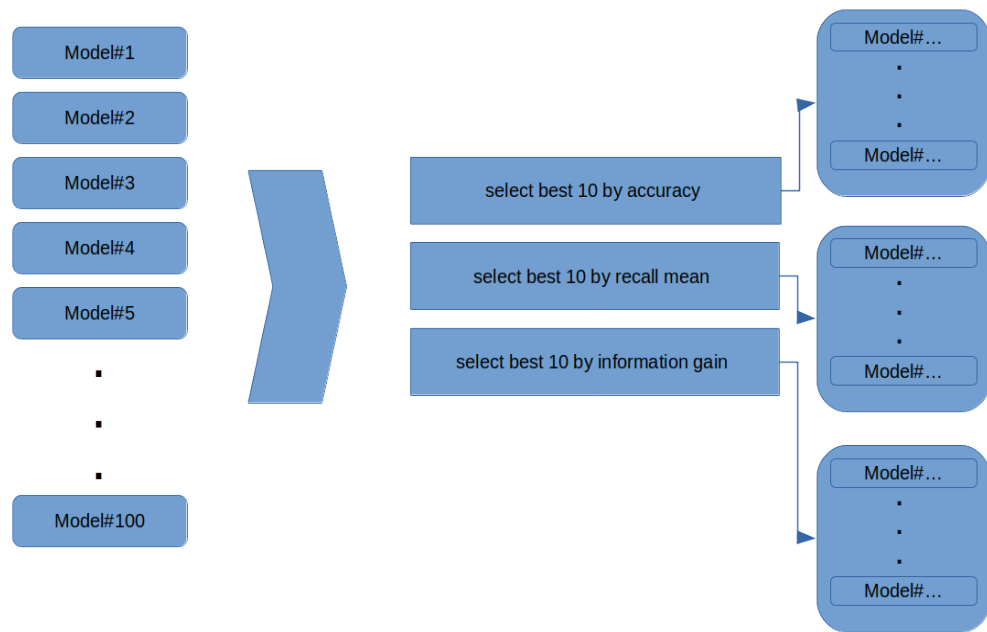 Model#1
Model#2
Model#3
Model#4
Model#5
.
.
.
Model#100
select best 10 by accuracy
select best 10 by recall mean
select best 10 by information gain
Model#...
.
.
.
Model#...
Model#...
.
.
.
Model#...
Model#...
.
.
.
Model#...